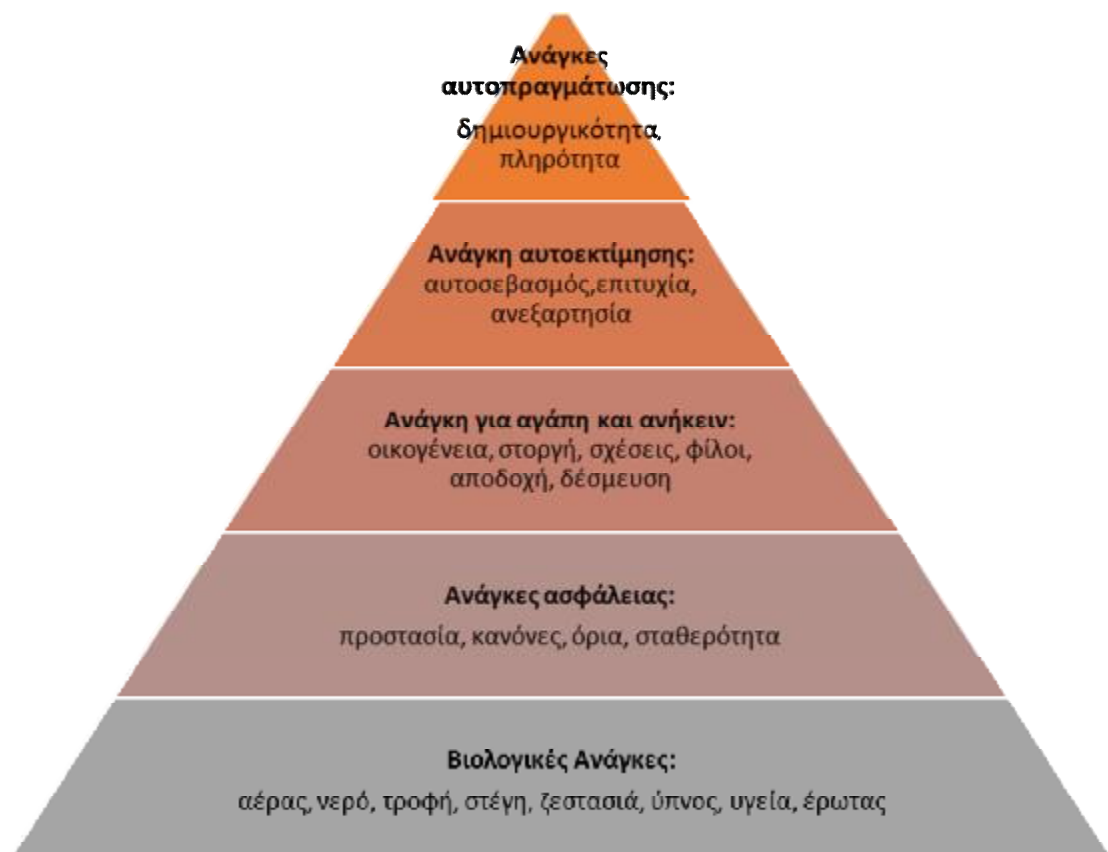 Ανάγκες
αυτοπραγμάτωσης:
δημιουργικότητα,
πληρότητα
Ανάγκη αυτοεκτίμησης:
αυτοσεβασμός,επιτυχία,
ανεξαρτησία
Ανάγκη για αγάπη και ανήκειν:
οικογένεια, στοργή, σχέσεις, φίλοι,
αποδοχή, δέσμευση
Ανάγκες ασφάλειας:
προστασία, κανόνες, όρια, σταθερότητα
Βιολογικές Ανάγκες:
αέρας, νερό, τροφή, στέγη, ζεστασιά, ύπνος, υγεία, έρωτας